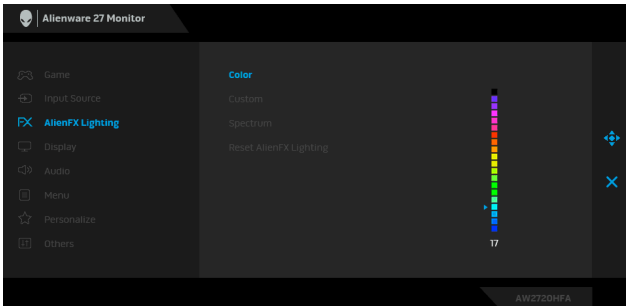 Alienware 27 Monitor
Game
Input Source
FX AlienFX Lighting
Display
Audio
Menu
Personalize
Others
Color
Custom
Spectrum
Reset AlienFX Lighting
17
AW2720HFA